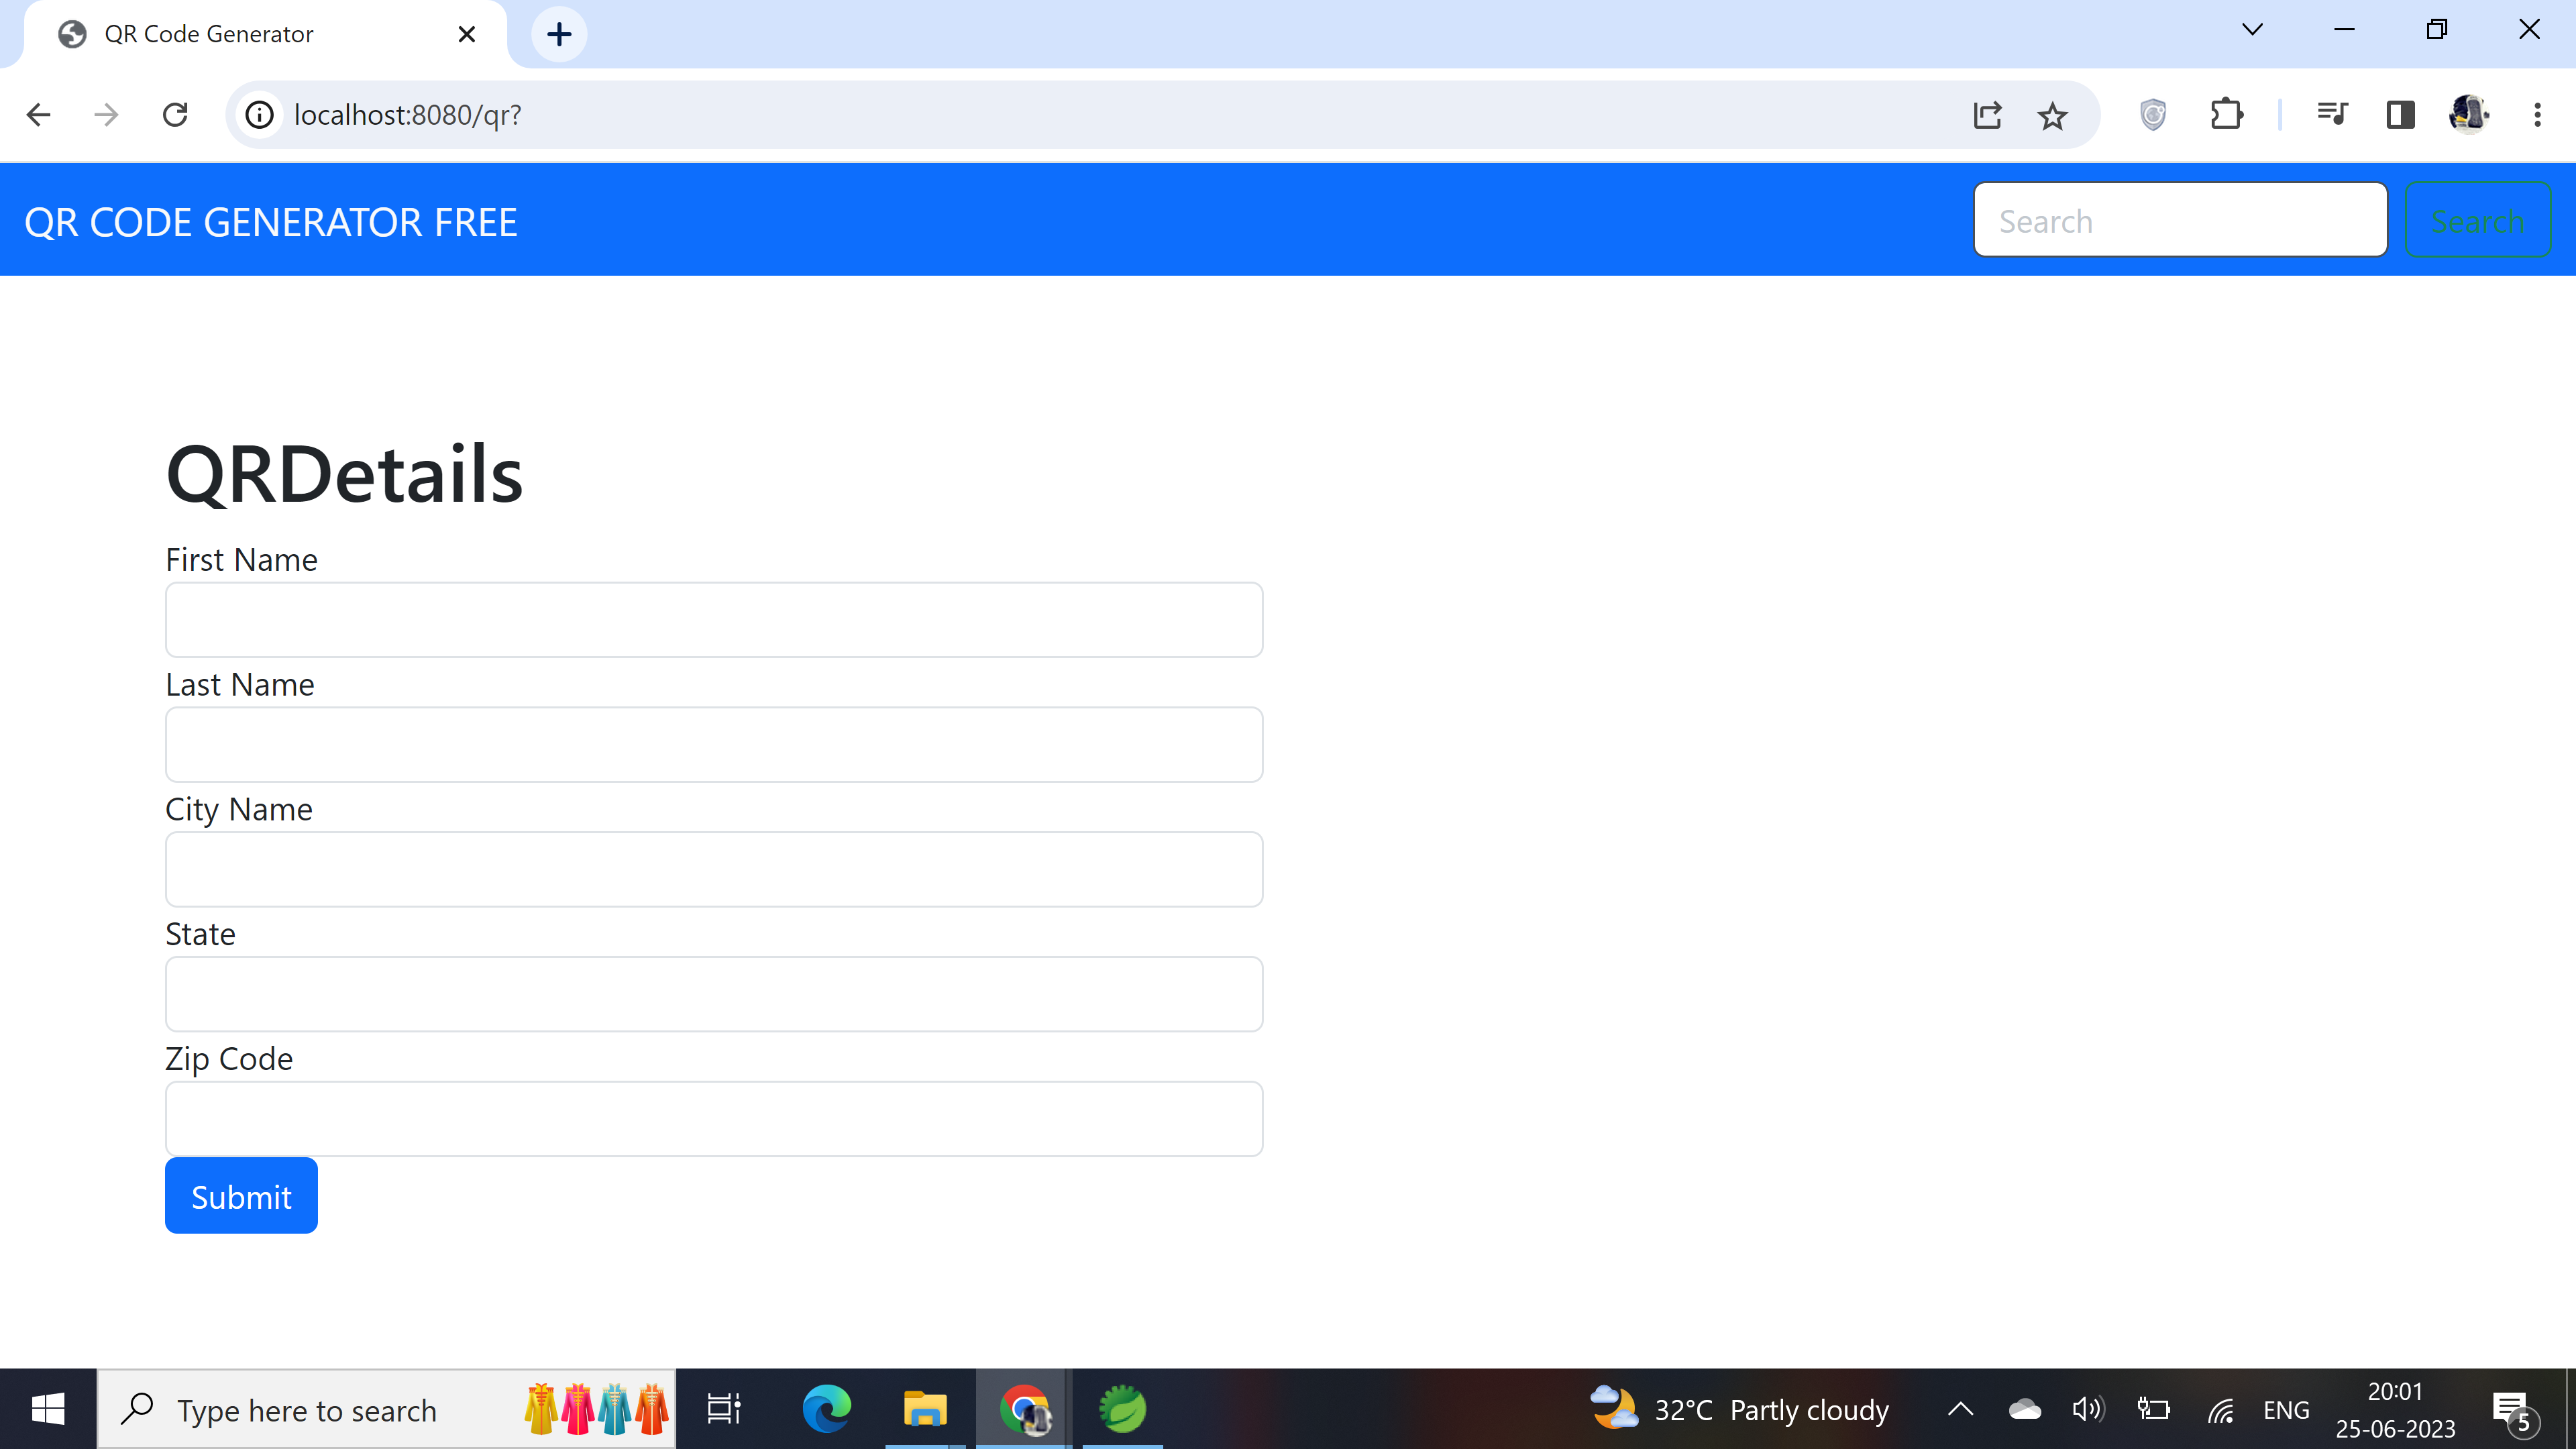 QR Code Generator
localhost:8080/qr?
QR CODE GENERATOR FREE
Search
Search
QRDetails
First Name
Last Name
City Name
State
Zip Code
Submit
Type here to search
32°C Partly cloudy
ENG
20:01
25-06-2023
5